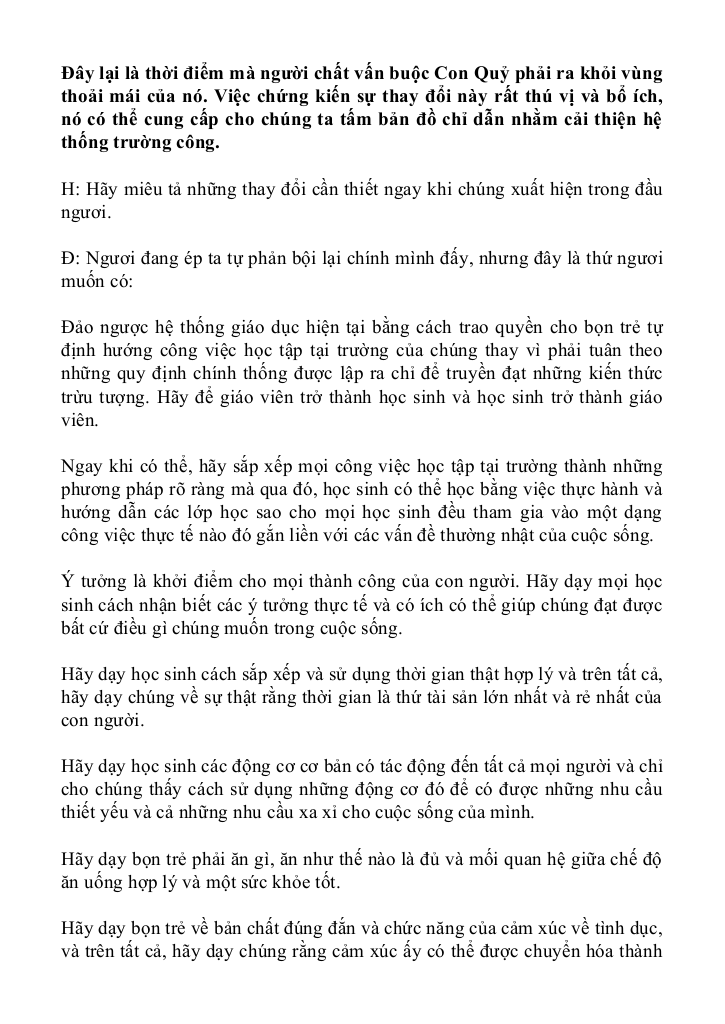 Đây lại là thời điểm mà người chất vấn buộc Con Quỷ phải ra khỏi vùng
thoải mái của nó. Việc chứng kiến sự thay đổi này rất thú vị và bổ ích,
nó có thể cung cấp cho chúng ta tấm bản đồ chỉ dẫn nhằm cải thiện hệ
thống trường công.
H: Hãy miêu tả những thay đổi cần thiết ngay khi chúng xuất hiện trong đầu
ngươi.
Đ: Ngươi đang ép ta tự phản bội lại chính mình đấy, nhưng đây là thứ ngươi
muốn có:
Đảo ngược hệ thống giáo dục hiện tại bằng cách trao quyền cho bọn trẻ tự
định hướng công việc học tập tại trường của chúng thay vì phải tuân theo
những quy định chính thống được lập ra chỉ để truyền đạt những kiến thức
trừu tượng. Hãy để giáo viên trở thành học sinh và học sinh trở thành giáo
viên.
Ngay khi có thể, hãy sắp xếp mọi công việc học tập tại trường thành những
phương pháp rõ ràng mà qua đó, học sinh có thể học bằng việc thực hành và
hướng dẫn các lớp học sao cho mọi học sinh đều tham gia vào một dạng
công việc thực tế nào đó gắn liền với các vấn đề thường nhật của cuộc sống.
Ý tưởng là khởi điểm cho mọi thành công của con người. Hãy dạy mọi học
sinh cách nhận biết các ý tưởng thực tế và có ích có thể giúp chúng đạt được
bất cứ điều gì chúng muốn trong cuộc sống.
Hãy dạy học sinh cách sắp xếp và sử dụng thời gian thật hợp lý và trên tất cả,
hãy dạy chúng về sự thật rằng thời gian là thứ tài sản lớn nhất và rẻ nhất của
con người.
Hãy dạy học sinh các động cơ cơ bản có tác động đến tất cả mọi người và chỉ
cho chúng thấy cách sử dụng những động cơ đó để có được những nhu cầu
thiết yếu và cả những nhu cầu xa xỉ cho cuộc sống của mình.
Hãy dạy bọn trẻ phải ăn gì, ăn như thế nào là đủ và mối quan hệ giữa chế độ
ăn uống hợp lý và một sức khỏe tốt.
Hãy dạy bọn trẻ về bản chất đúng đắn và chức năng của cảm xúc về tình dục,
và trên tất cả, hãy dạy chúng rằng cảm xúc ấy có thể được chuyển hóa thành